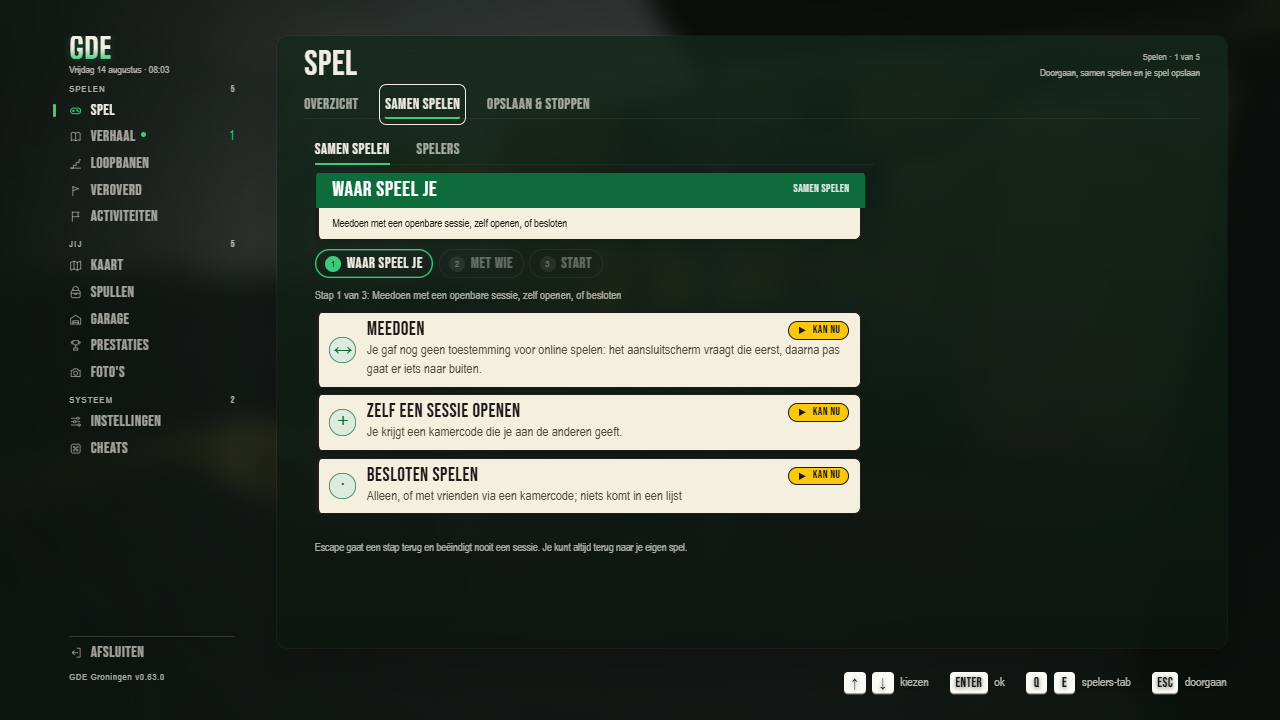 GDE
Vrijdag 14 augustus · 08:03
SPELEN 5
SPEL
VERHAAL 1
LOOPBANEN
VEROVERD
ACTIVITEITEN
JIJ 5
KAART
SPULLEN
GARAGE
PRESTATIES
FOTO'S
SYSTEEM 2
INSTELLINGEN
CHEATS
AFSLUITEN
GDE Groningen v0.63.0
SPEL
Spelen · 1 van 5
Doorgaan, samen spelen en je spel opslaan
OVERZICHT SAMEN SPELEN OPSLAAN & STOPPEN
SAMEN SPELEN SPELERS
WAAR SPEEL JE SAMEN SPELEN
Meedoen met een openbare sessie, zelf openen, of besloten
1 WAAR SPEEL JE 2 MET WIE 3 START
Stap 1 van 3: Meedoen met een openbare sessie, zelf openen, of besloten
MEEDOEN ▶ KAN NU
Je gaf nog geen toestemming voor online spelen: het aansluitscherm vraagt die eerst, daarna pas
gaat er iets naar buiten.
ZELF EEN SESSIE OPENEN ▶ KAN NU
Je krijgt een kamercode die je aan de anderen geeft.
BESLOTEN SPELEN ▶ KAN NU
Alleen, of met vrienden via een kamercode; niets komt in een lijst
Escape gaat een stap terug en beëindigt nooit een sessie. Je kunt altijd terug naar je eigen spel.
↑ ↓ kiezen ENTER ok Q E spelers-tab ESC doorgaan